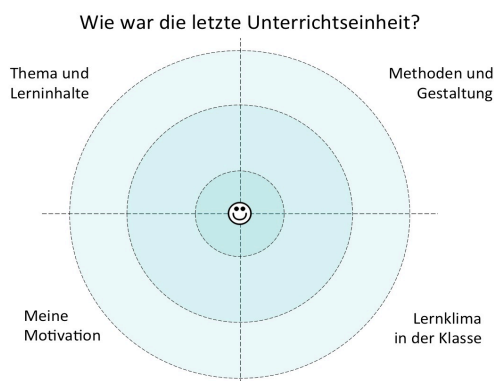 Wie war die letzte Unterrichtseinheit?
Thema und
Lerninhalte
Methoden und
Gestaltung
Meine
Motivation
Lernklima
in der Klasse